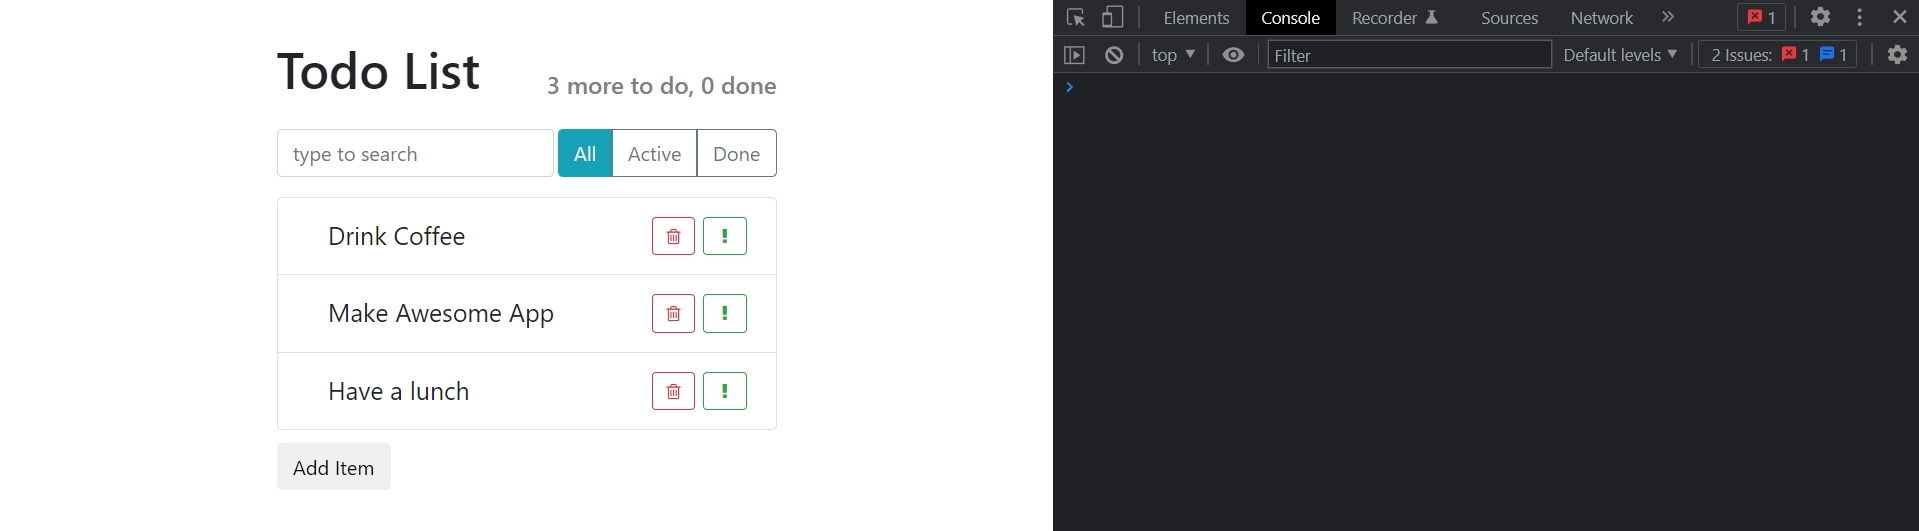 Todo List
3 more to do, 0 done
type to search
All Active Done
Drink Coffee
Make Awesome App
Have a lunch
Add Item
Elements Console Recorder Sources Network 1
top Filter Default levels 2 Issues: 1 1